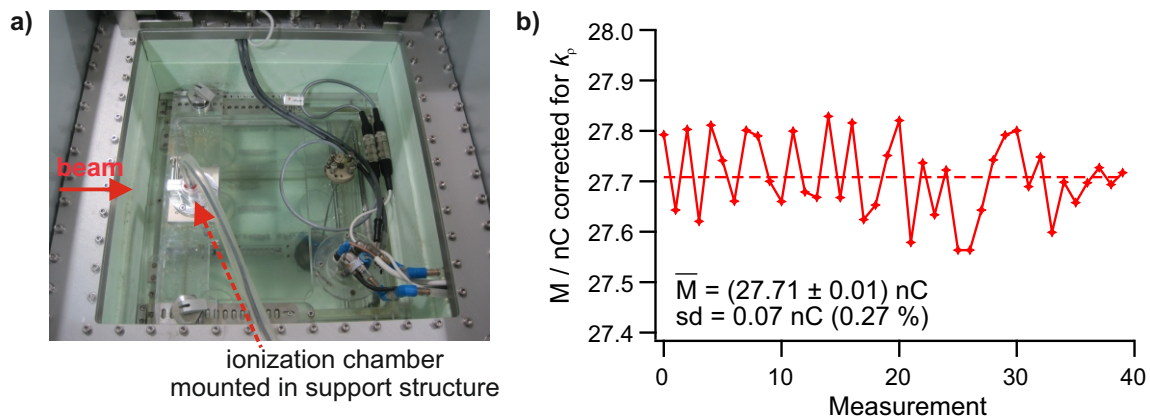 a)
beam
ionization chamber
mounted in support structure
b)
M / nC corrected for kρ
28.0
27.9
27.8
27.7
27.6
27.5
27.4
M̅ = (27.71 ± 0.01) nC
sd = 0.07 nC (0.27 %)
0
10
20
30
40
Measurement